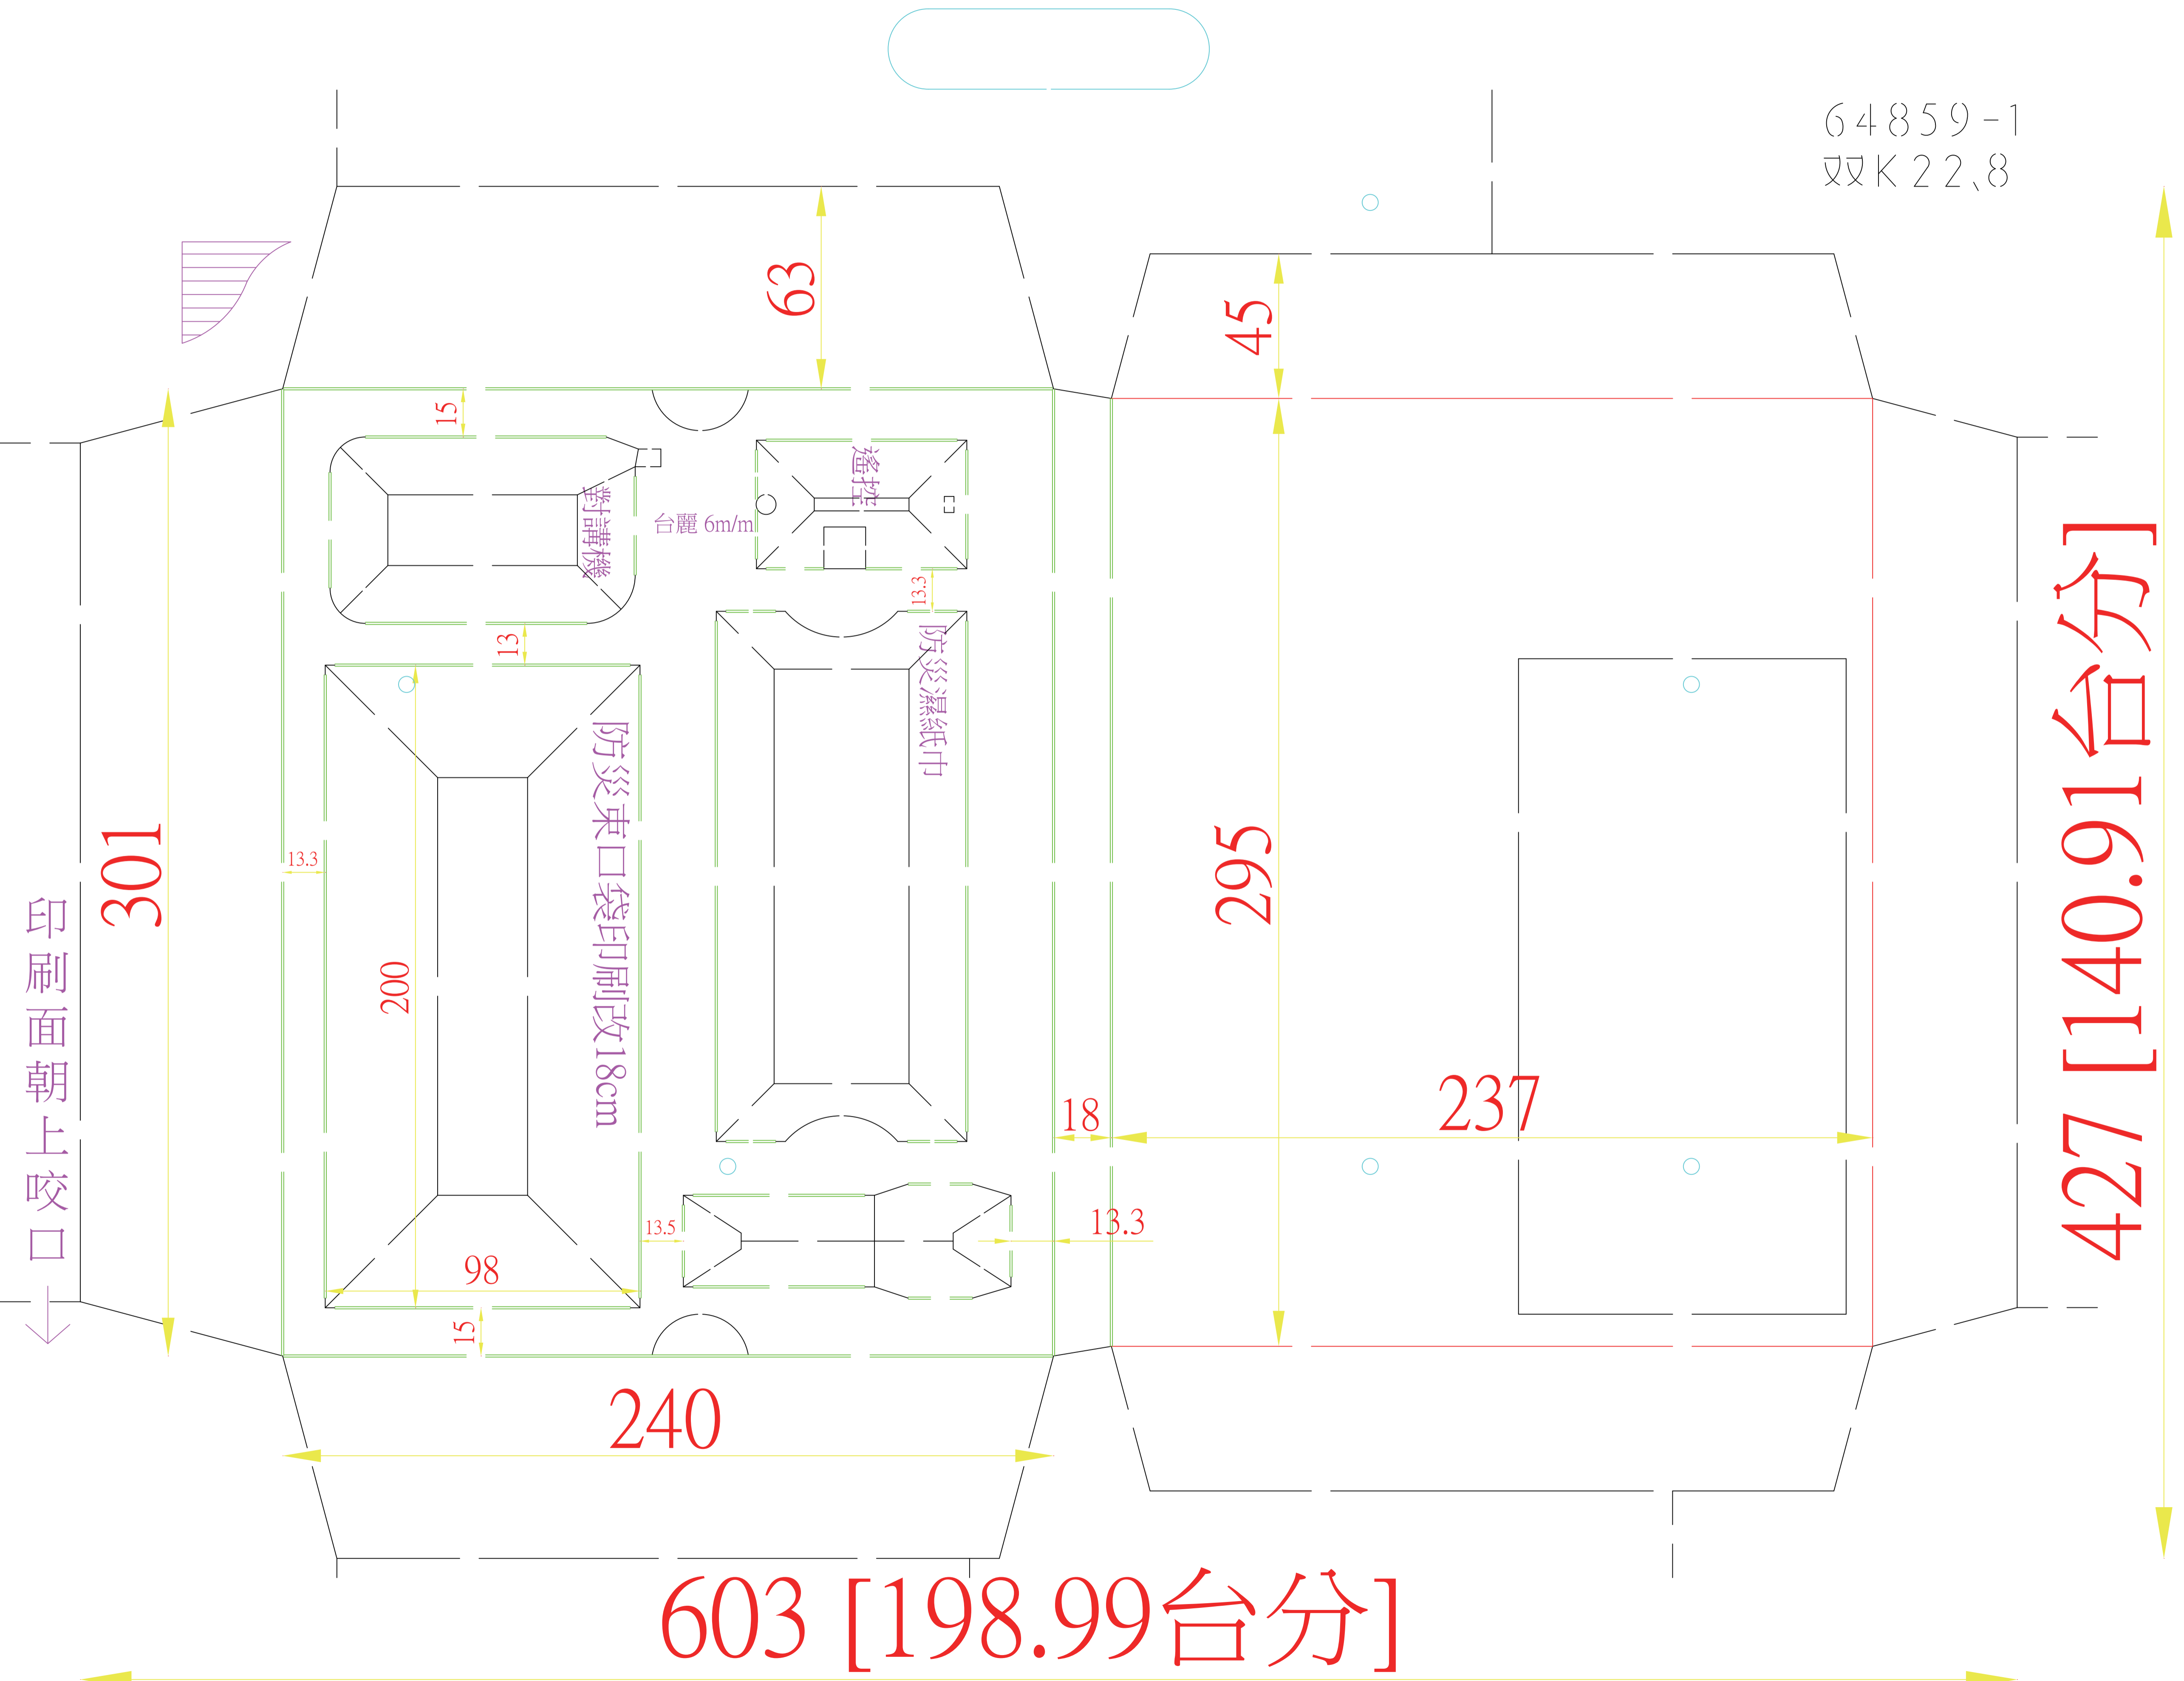 64859-1
双K22、8
63
45
15
遙控
對講機
台麗 6m/m
13.3
13
防災濕紙巾
防災束口袋印刷改18cm
301
13.3
295
427 [140.91台分]
印刷面朝上咬口
200
237
18
13.5
13.3
98
15
240
603 [198.99台分]